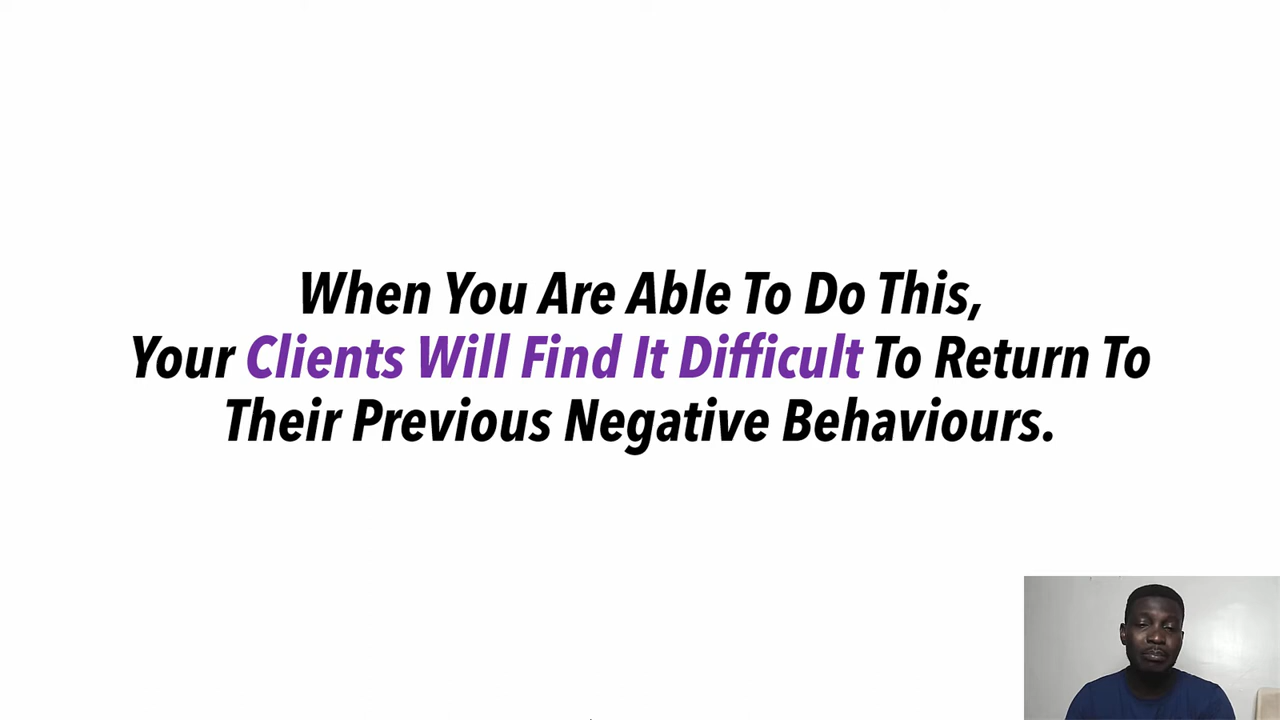 When You Are Able To Do This,
Your Clients Will Find It Difficult To Return To
Their Previous Negative Behaviours.